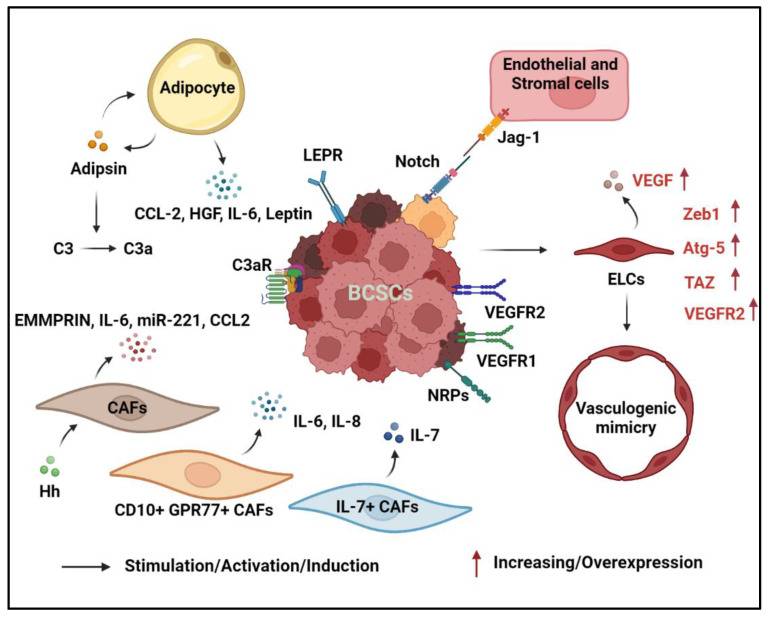 Endothelial and
Stromal cells
Adipocyte
Jag-1
LEPR
Notch
Adipsin
VEGF
CCL-2, HGF, IL-6, Leptin
Zeb1
C3
C3a
Atg-5
C3aR
ELCs
TAZ
BCSCs
VEGFR2
VEGFR2
EMMPRIN, IL-6, miR-221, CCL2
VEGFR1
NRPs
CAFs
Vasculogenic
mimicry
IL-6, IL-8
IL-7
Hh
CD10+ GPR77+ CAFs
IL-7+ CAFs
Stimulation/Activation/Induction
Increasing/Overexpression